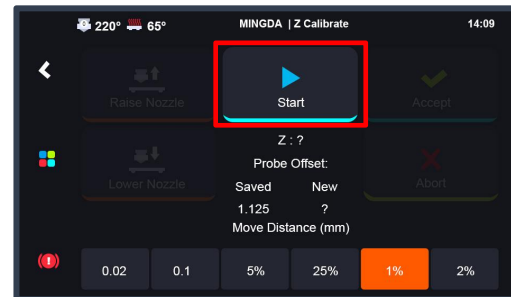 220° 65° MINGDA | Z Calibrate 14:09
Raise Nozzle Start Accept
Z : ?
Probe Offset:
Lower Nozzle Saved New Abort
1.125 ?
Move Distance (mm)
0.02 0.1 5% 25% 1% 2%